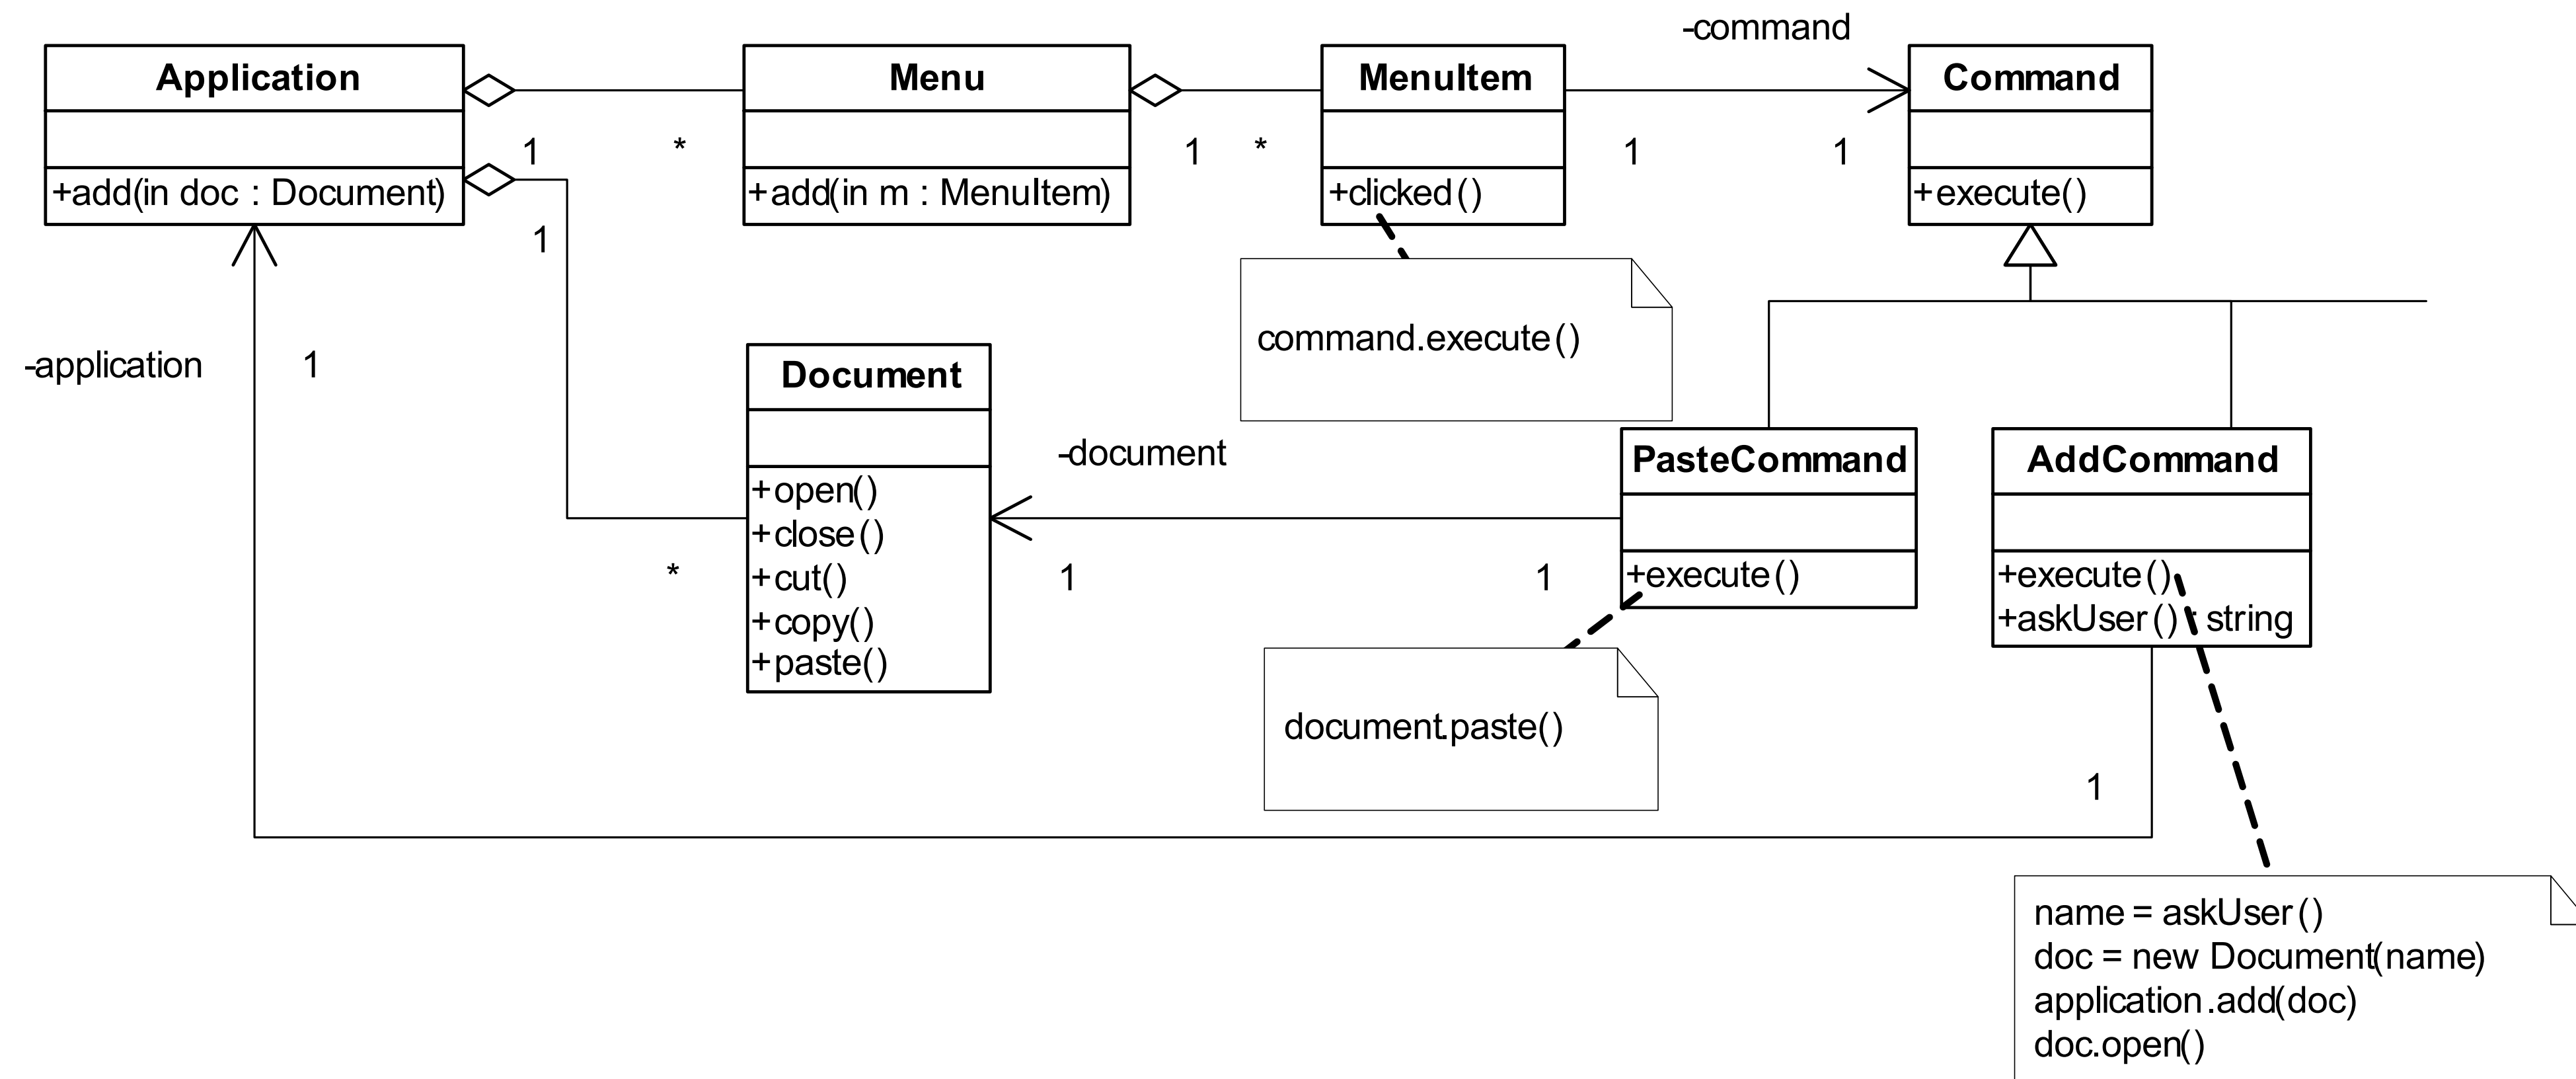 -command
Application
Menu
MenuItem
Command
1
*
1
*
1
1
+add(in doc : Document)
+add(in m : MenuItem)
+clicked()
+execute()
1
command.execute()
-application
1
Document
-document
PasteCommand
AddCommand
+open()
+close()
+cut()
+copy()
+paste()
*
1
1
+execute()
+execute()
+askUser() : string
document.paste()
1
name = askUser()
doc = new Document(name)
application.add(doc)
doc.open()